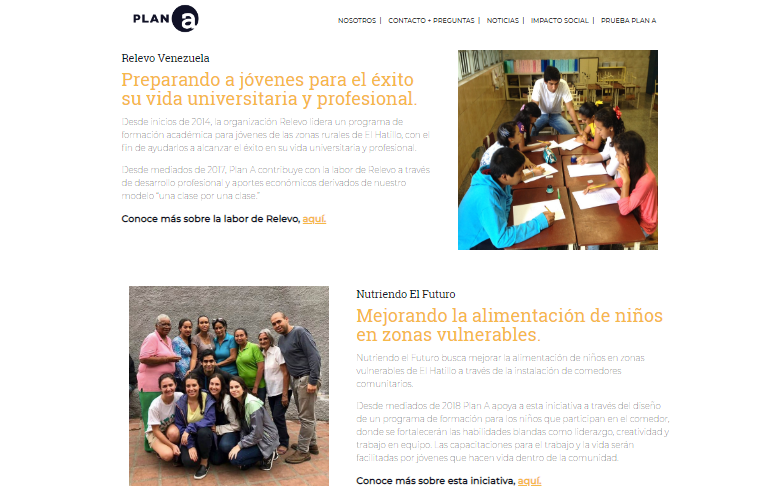 PLAN a
NOSOTROS | CONTACTO + PREGUNTAS | NOTICIAS | IMPACTO SOCIAL | PRUEBA PLAN A
Relevo Venezuela
Preparando a jóvenes para el éxito
su vida universitaria y profesional.
Desde inicios de 2014, la organización Relevo lidera un programa de
formación académica para jóvenes de las zonas rurales de El Hatillo, con el
fin de ayudarlos a alcanzar el éxito en su vida universitaria y profesional.
Desde mediados de 2017, Plan A contribuye con la labor de Relevo a través
de desarrollo profesional y aportes económicos derivados de nuestro
modelo “una clase por una clase.”
Conoce más sobre la labor de Relevo, aquí.
Nutriendo El Futuro
Mejorando la alimentación de niños
en zonas vulnerables.
Nutriendo el Futuro busca mejorar la alimentación de niños en zonas
vulnerables de El Hatillo a través de la instalación de comedores
comunitarios.
Desde mediados de 2018 Plan A apoya a esta iniciativa a través del diseño
de un programa de formación para los niños que participan en el comedor,
donde se fortalecerán las habilidades blandas como liderazgo, creatividad y
trabajo en equipo. Las capacitaciones para el trabajo y la vida serán
facilitadas por jóvenes que hacen vida dentro de la comunidad.
Conoce más sobre esta iniciativa, aquí.